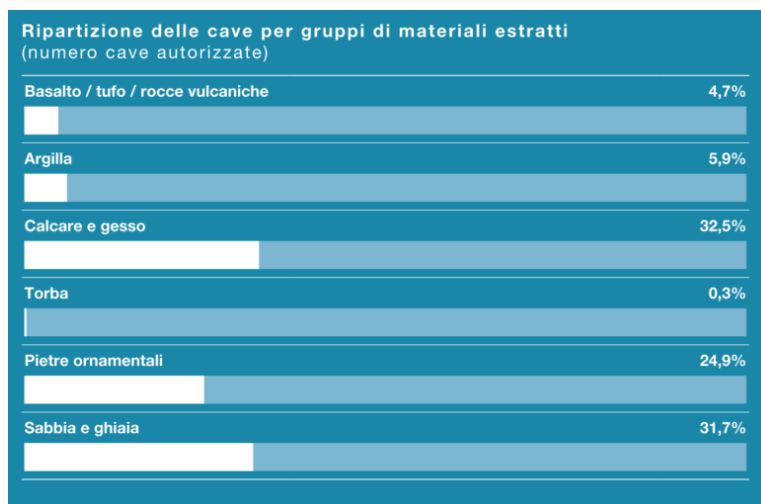 Ripartizione delle cave per gruppi di materiali estratti
(numero cave autorizzate)
Basalto / tufo / rocce vulcaniche 4,7%
Argilla 5,9%
Calcare e gesso 32,5%
Torba 0,3%
Pietre ornamentali 24,9%
Sabbia e ghiaia 31,7%